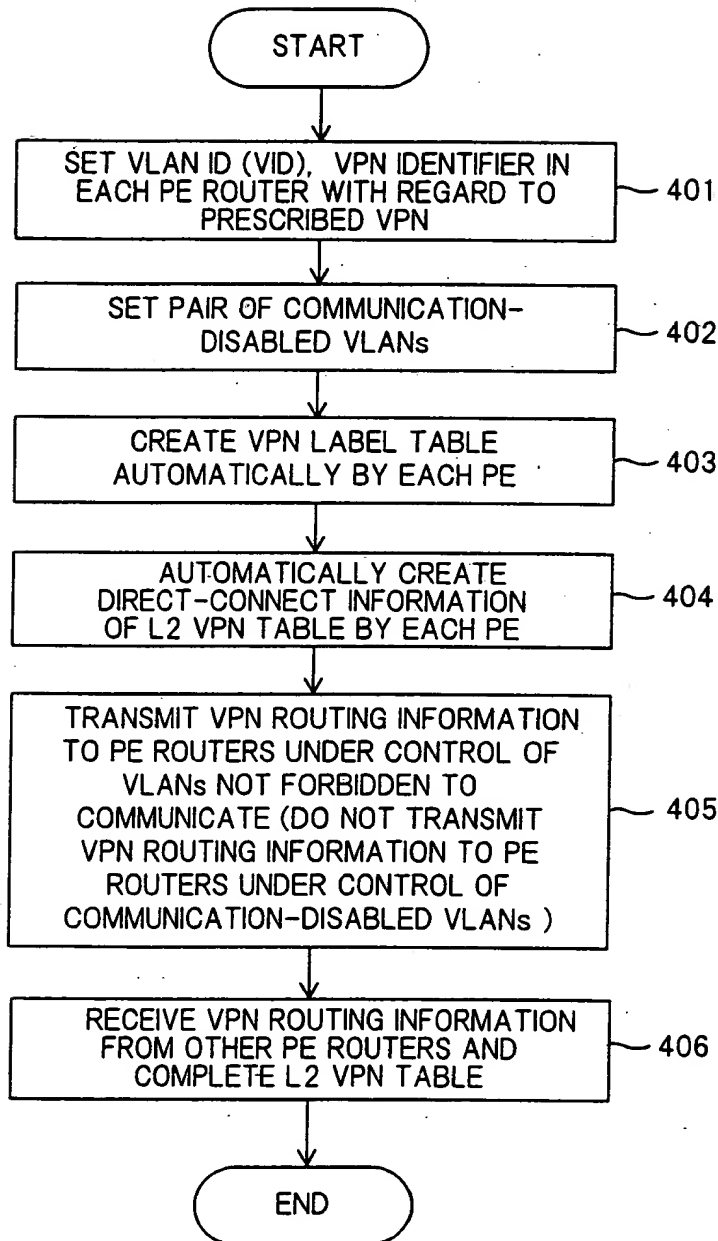 START
SET VLAN ID (VID), VPN IDENTIFIER IN
EACH PE ROUTER WITH REGARD TO
PRESCRIBED VPN
401
SET PAIR OF COMMUNICATION-
DISABLED VLANs
402
CREATE VPN LABEL TABLE
AUTOMATICALLY BY EACH PE
403
AUTOMATICALLY CREATE
DIRECT-CONNECT INFORMATION
OF L2 VPN TABLE BY EACH PE
404
TRANSMIT VPN ROUTING INFORMATION
TO PE ROUTERS UNDER CONTROL OF
VLANs NOT FORBIDDEN TO
COMMUNICATE (DO NOT TRANSMIT
VPN ROUTING INFORMATION TO PE
ROUTERS UNDER CONTROL OF
COMMUNICATION-DISABLED VLANs )
405
RECEIVE VPN ROUTING INFORMATION
FROM OTHER PE ROUTERS AND
COMPLETE L2 VPN TABLE
406
END